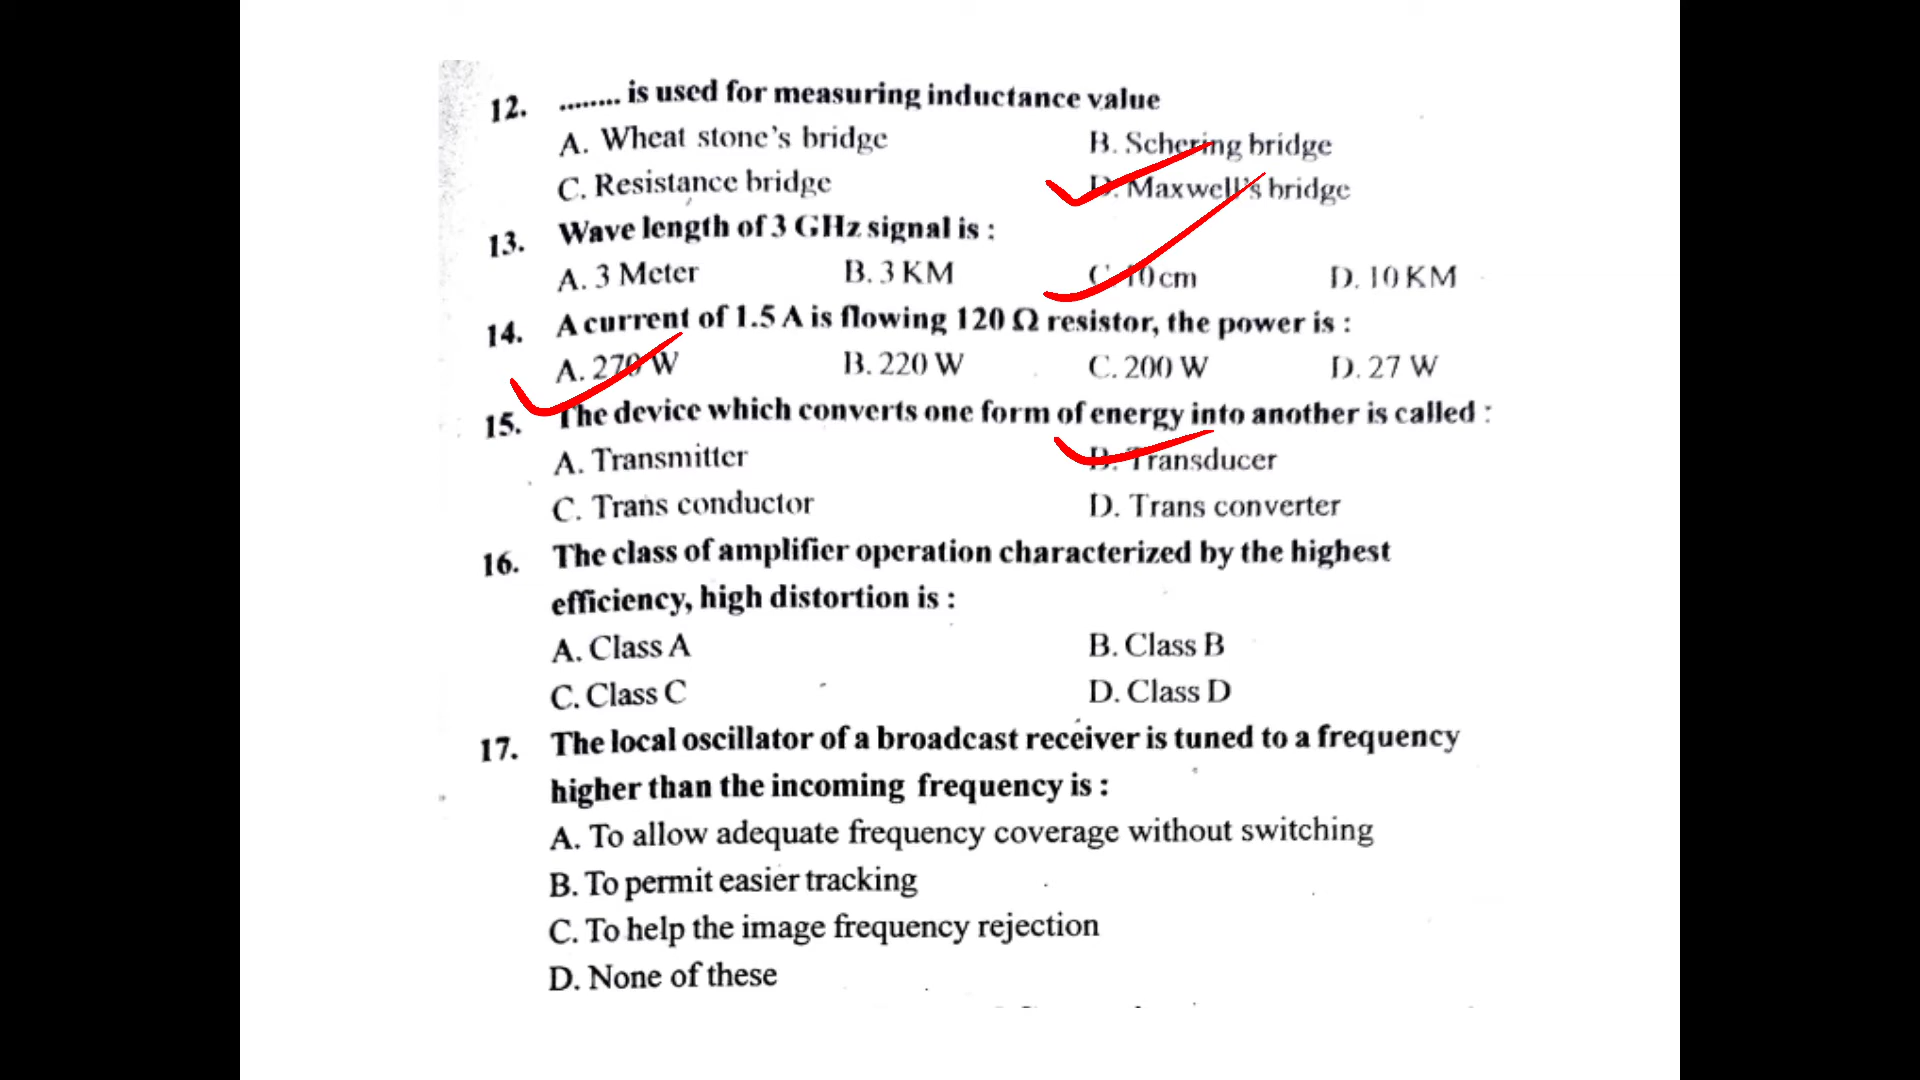 12. ........ is used for measuring inductance value
A. Wheat stone's bridge B. Schering bridge
C. Resistance bridge D. Maxwell's bridge
13. Wave length of 3 GHz signal is :
A. 3 Meter B. 3 KM C. 10 cm D. 10 KM
14. A current of 1.5 A is flowing 120 Ω resistor, the power is :
A. 270 W B. 220 W C. 200 W D. 27 W
15. The device which converts one form of energy into another is called :
A. Transmitter B. Transducer
C. Trans conductor D. Trans converter
16. The class of amplifier operation characterized by the highest
efficiency, high distortion is :
A. Class A B. Class B
C. Class C D. Class D
17. The local oscillator of a broadcast receiver is tuned to a frequency
higher than the incoming frequency is :
A. To allow adequate frequency coverage without switching
B. To permit easier tracking
C. To help the image frequency rejection
D. None of these